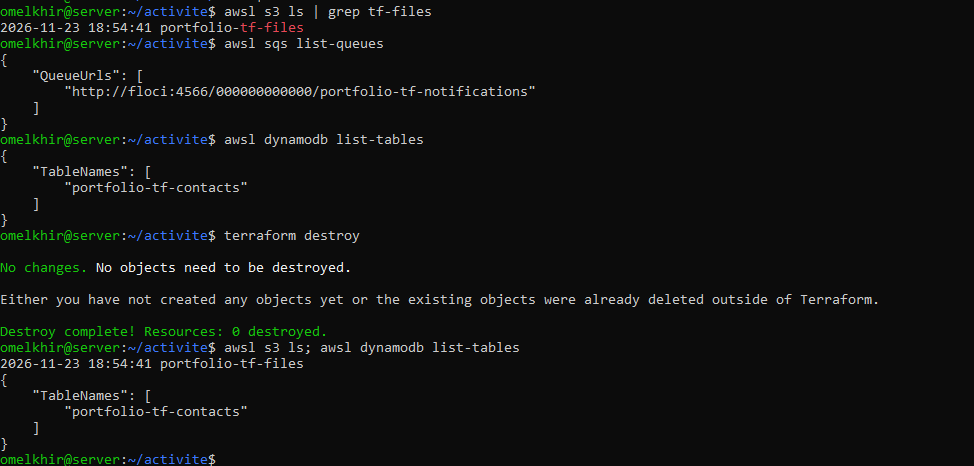 omelkhir@server:~/activite$ awsl s3 ls | grep tf-files
2026-11-23 18:54:41 portfolio-tf-files
omelkhir@server:~/activite$ awsl sqs list-queues
{
    "QueueUrls": [
        "http://floci:4566/000000000000/portfolio-tf-notifications"
    ]
}
omelkhir@server:~/activite$ awsl dynamodb list-tables
{
    "TableNames": [
        "portfolio-tf-contacts"
    ]
}
omelkhir@server:~/activite$ terraform destroy

No changes. No objects need to be destroyed.

Either you have not created any objects yet or the existing objects were already deleted outside of Terraform.

Destroy complete! Resources: 0 destroyed.
omelkhir@server:~/activite$ awsl s3 ls; awsl dynamodb list-tables
2026-11-23 18:54:41 portfolio-tf-files
{
    "TableNames": [
        "portfolio-tf-contacts"
    ]
}
omelkhir@server:~/activite$